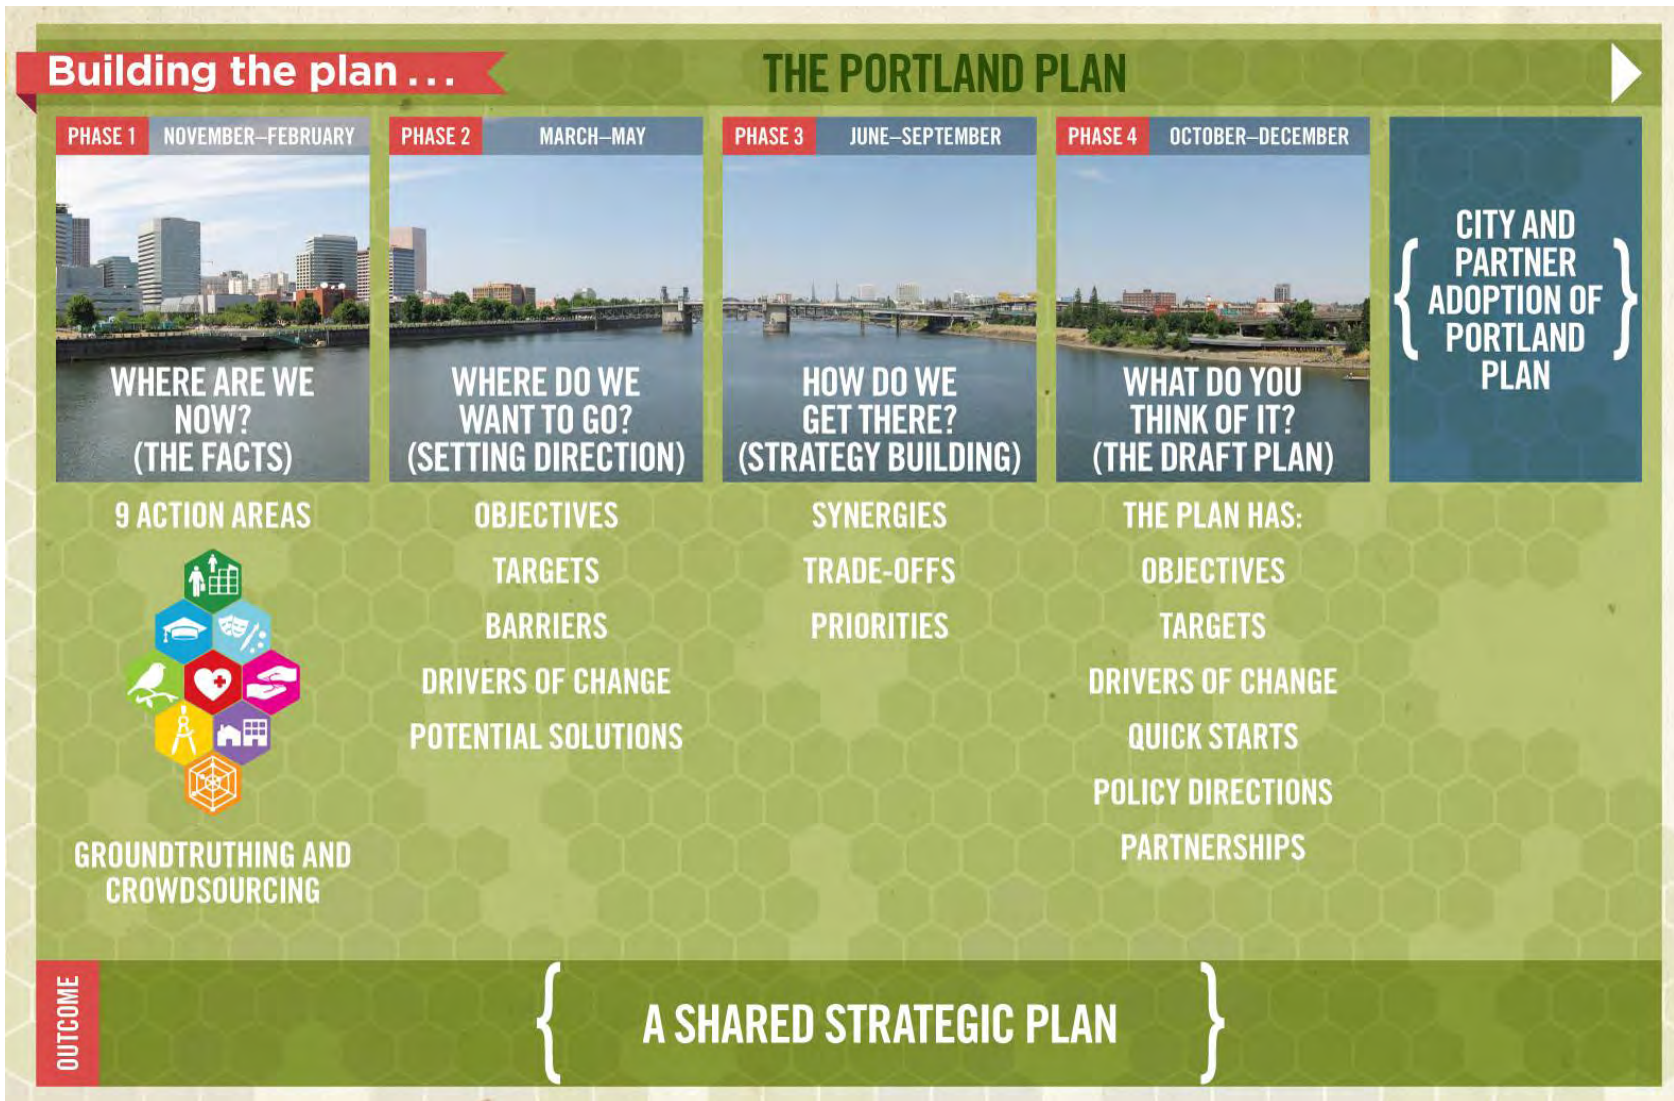 Building the plan...
THE PORTLAND PLAN
PHASE 1 NOVEMBER–FEBRUARY
WHERE ARE WE
NOW?
(THE FACTS)
9 ACTION AREAS
GROUNDTRUTHING AND
CROWDSOURCING
PHASE 2 MARCH–MAY
WHERE DO WE
WANT TO GO?
(SETTING DIRECTION)
OBJECTIVES
TARGETS
BARRIERS
DRIVERS OF CHANGE
POTENTIAL SOLUTIONS
PHASE 3 JUNE–SEPTEMBER
HOW DO WE
GET THERE?
(STRATEGY BUILDING)
SYNERGIES
TRADE-OFFS
PRIORITIES
PHASE 4 OCTOBER–DECEMBER
WHAT DO YOU
THINK OF IT?
(THE DRAFT PLAN)
THE PLAN HAS:
OBJECTIVES
TARGETS
DRIVERS OF CHANGE
QUICK STARTS
POLICY DIRECTIONS
PARTNERSHIPS
CITY AND
PARTNER
ADOPTION OF
PORTLAND
PLAN
OUTCOME
A SHARED STRATEGIC PLAN